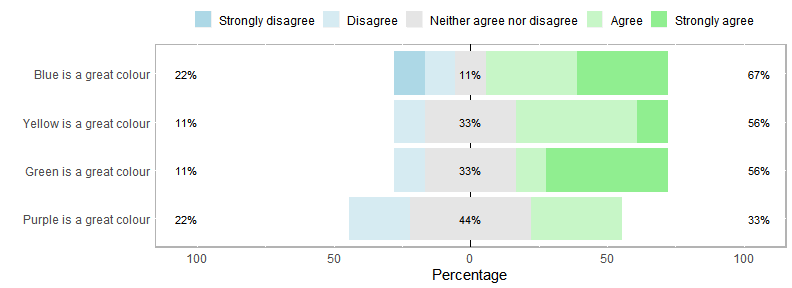 Strongly disagree Disagree Neither agree nor disagree Agree Strongly agree
Blue is a great colour 22% 11% 67%
Yellow is a great colour 11% 33% 56%
Green is a great colour 11% 33% 56%
Purple is a great colour 22% 44% 33%
100 50 0 50 100
Percentage